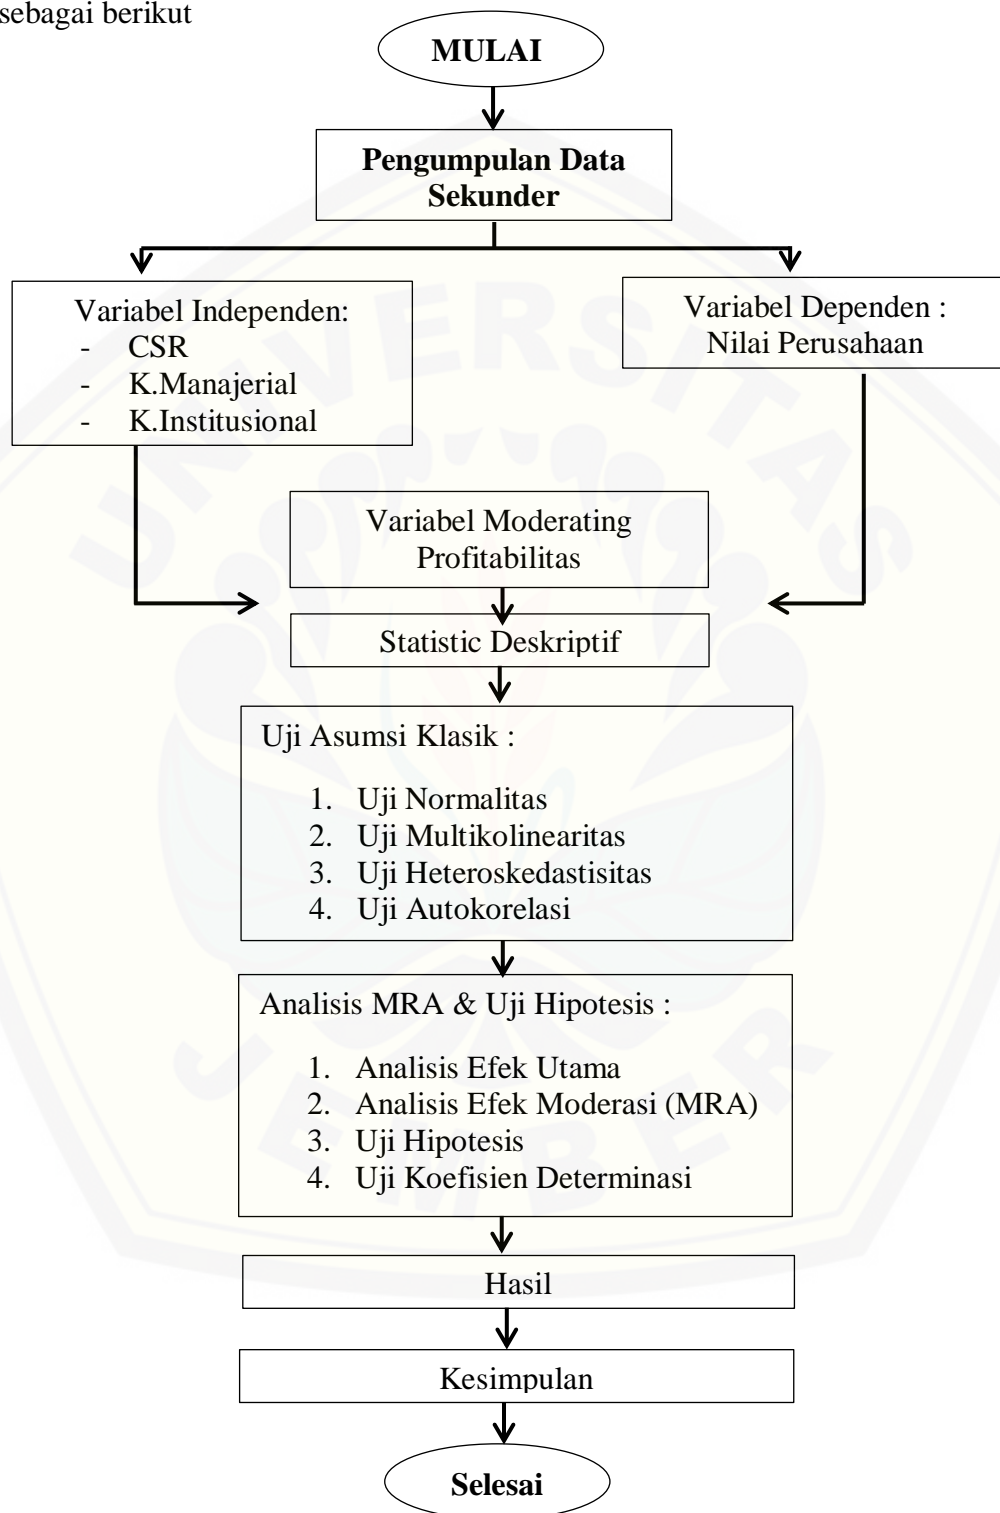 sebagai berikut
MULAI
Pengumpulan Data
Sekunder
Variabel Independen:
- CSR
- K.Manajerial
- K.Institusional
Variabel Dependen :
Nilai Perusahaan
Variabel Moderating
Profitabilitas
Statistic Deskriptif
Uji Asumsi Klasik :
1. Uji Normalitas
2. Uji Multikolinearitas
3. Uji Heteroskedastisitas
4. Uji Autokorelasi
Analisis MRA & Uji Hipotesis :
1. Analisis Efek Utama
2. Analisis Efek Moderasi (MRA)
3. Uji Hipotesis
4. Uji Koefisien Determinasi
Hasil
Kesimpulan
Selesai
UNIVERSITAS
JEMBER